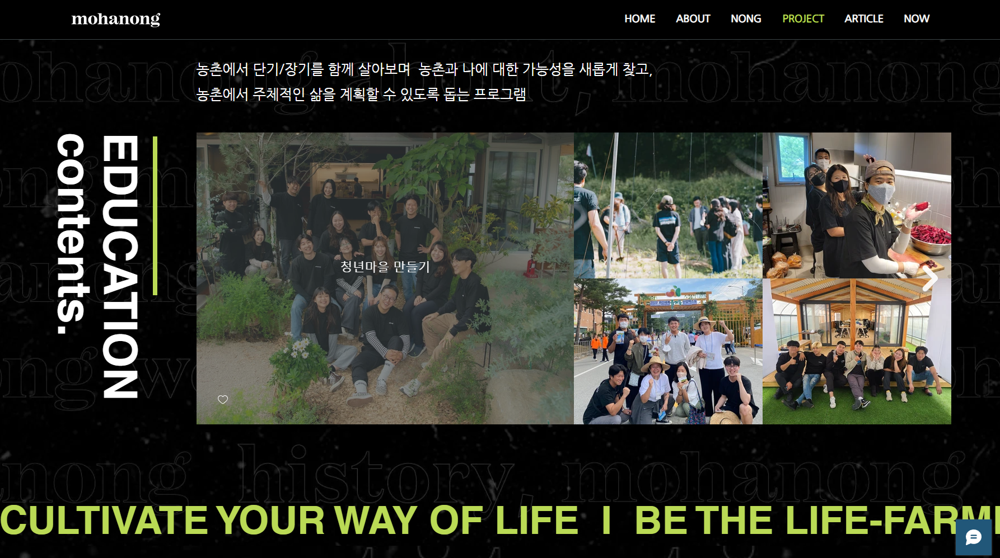 mohanong
HOME ABOUT NONG PROJECT ARTICLE NOW
ohanong about, mohanong
농촌에서 단기/장기를 함께 살아보며 농촌과 나에 대한 가능성을 새롭게 찾고,
농촌에서 주체적인 삶을 계획할 수 있도록 돕는 프로그램
EDUCATION
contents.
청년마을 만들기
nong history, mohanong
CULTIVATE YOUR WAY OF LIFE I BE THE LIFE-FARM